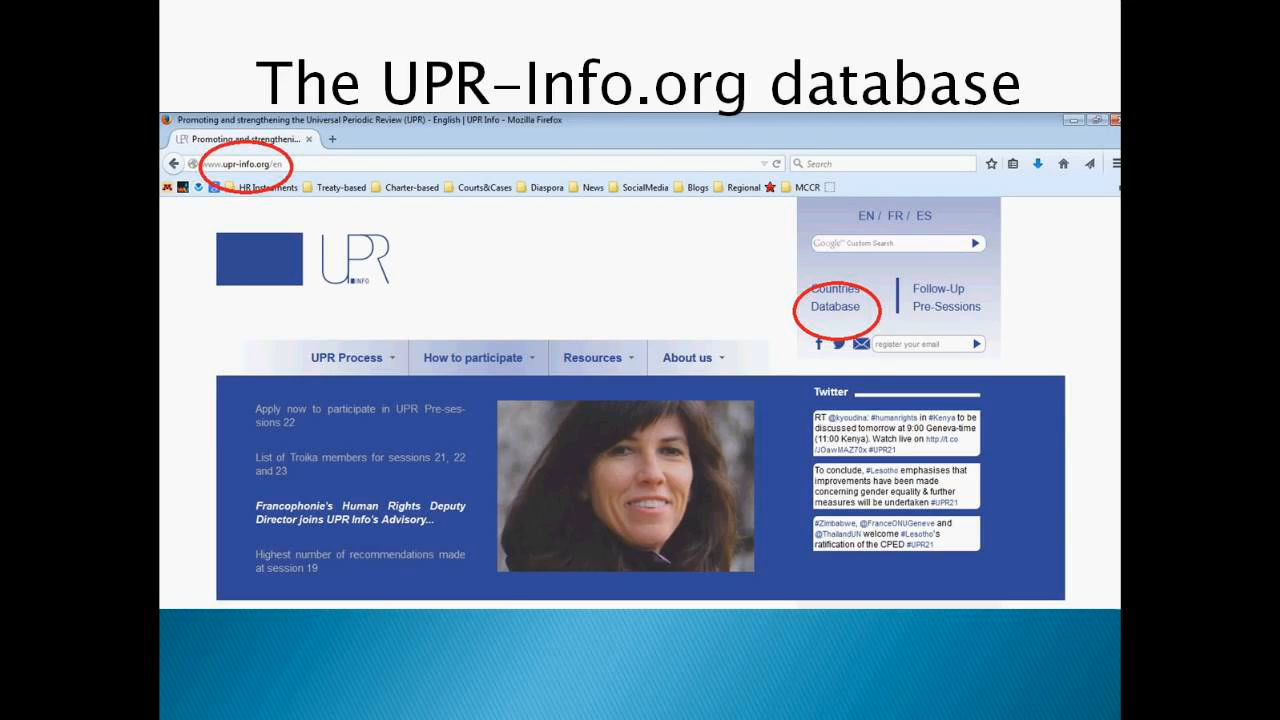 The UPR-Info.org database
Promoting and strengthening the Universal Periodic Review (UPR) - English | UPR Info - Mozilla Firefox
UPR Promoting and strengtheni... × +
www.upr-info.org/en
Search
HR Instruments Treaty-based Charter-based Courts&Cases Diaspora News SocialMedia Blogs Regional MCCR
EN / FR / ES
Google™ Custom Search
UPR INFO
Countries Follow-Up
Database Pre-Sessions
register your email
UPR Process How to participate Resources About us
Apply now to participate in UPR Pre-ses-
sions 22
List of Troika members for sessions 21, 22
and 23
Francophonie's Human Rights Deputy
Director joins UPR Info's Advisory...
Highest number of recommendations made
at session 19
Twitter
RT @kyoudina: #humanrights in #Kenya to be
discussed tomorrow at 9:00 Geneva-time
(11:00 Kenya). Watch live on http://t.co
/JOawMAZ70x #UPR21
To conclude, #Lesotho emphasises that
improvements have been made
concerning gender equality & further
measures will be undertaken #UPR21
#Zimbabwe, @FranceONUGeneve and
@ThailandUN welcome #Lesotho's
ratification of the CPED #UPR21